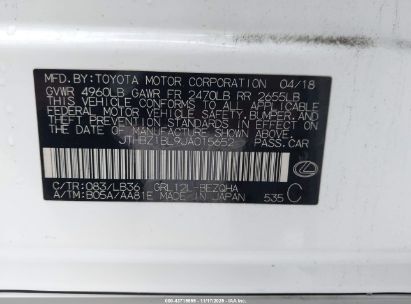 MFD.BY:TOYOTA MOTOR CORPORATION 04/18
GVWR 4960LB GAWR FR 2470LB RR 2655LB
THIS VEHICLE CONFORMS TO ALL APPLICABLE
FEDERAL MOTOR VEHICLE SAFETY, BUMPER, AND
THEFT PREVENTION STANDARDS IN EFFECT ON
THE DATE OF MANUFACTURE SHOWN ABOVE.
JTHBZ1BL9JA015652 PASS.CAR
C/TR:083/LB36 GRL12L-BEZQHA C
A/TM:B05A/AA81E MADE IN JAPAN 535